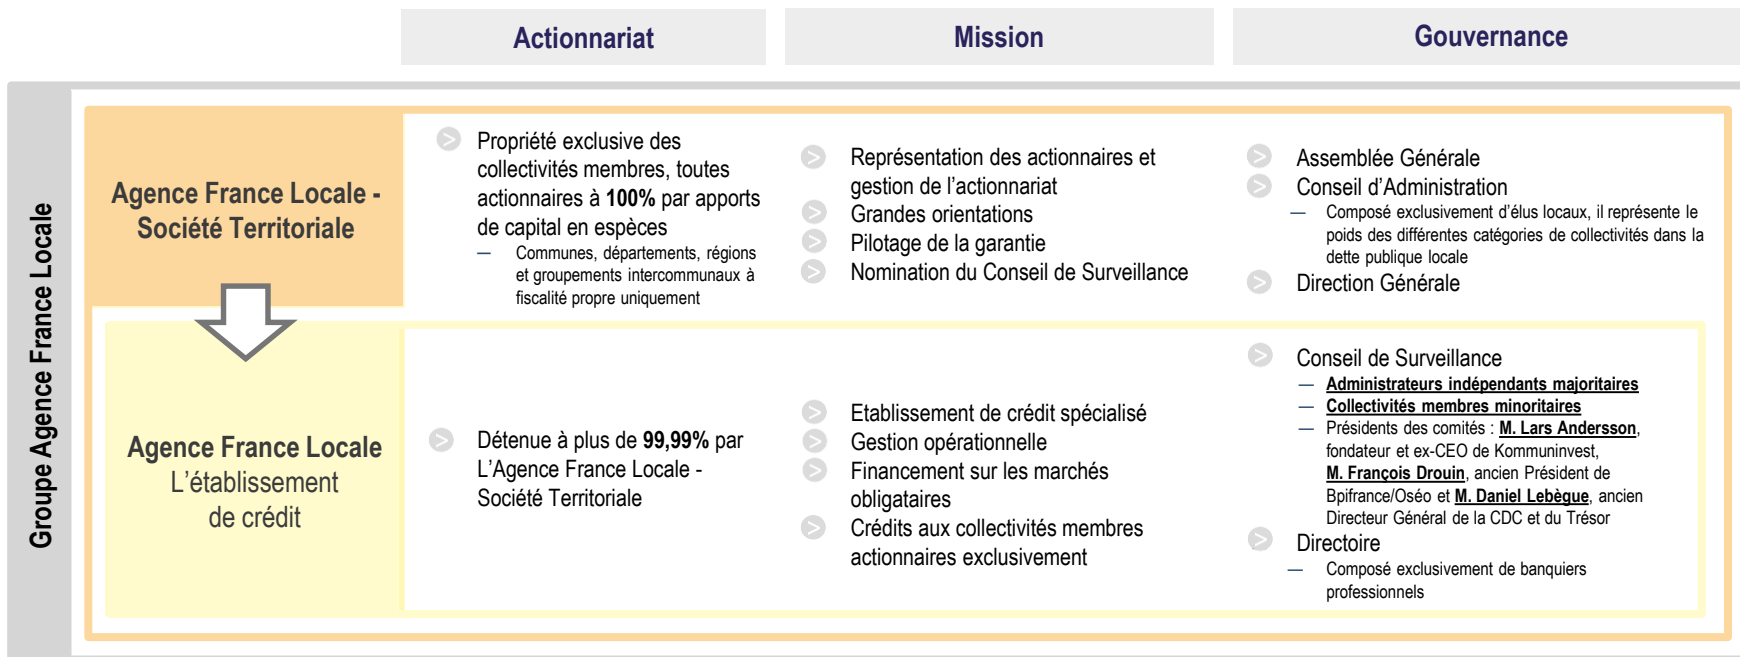 Actionnariat
Mission
Gouvernance
Groupe Agence France Locale
Agence France Locale -
Société Territoriale
> Propriété exclusive des
collectivités membres, toutes
actionnaires à 100% par apports
de capital en espèces
— Communes, départements, régions
et groupements intercommunaux à
fiscalité propre uniquement
> Représentation des actionnaires et
gestion de l'actionnariat
> Grandes orientations
> Pilotage de la garantie
> Nomination du Conseil de Surveillance
> Assemblée Générale
> Conseil d'Administration
— Composé exclusivement d'élus locaux, il représente le
poids des différentes catégories de collectivités dans la
dette publique locale
> Direction Générale
Agence France Locale
L'établissement
de crédit
> Détenue à plus de 99,99% par
L'Agence France Locale -
Société Territoriale
> Etablissement de crédit spécialisé
> Gestion opérationnelle
> Financement sur les marchés
obligataires
> Crédits aux collectivités membres
actionnaires exclusivement
> Conseil de Surveillance
— Administrateurs indépendants majoritaires
— Collectivités membres minoritaires
— Présidents des comités : M. Lars Andersson,
fondateur et ex-CEO de Kommuninvest,
M. François Drouin, ancien Président de
Bpifrance/Oséo et M. Daniel Lebègue, ancien
Directeur Général de la CDC et du Trésor
> Directoire
— Composé exclusivement de banquiers
professionnels